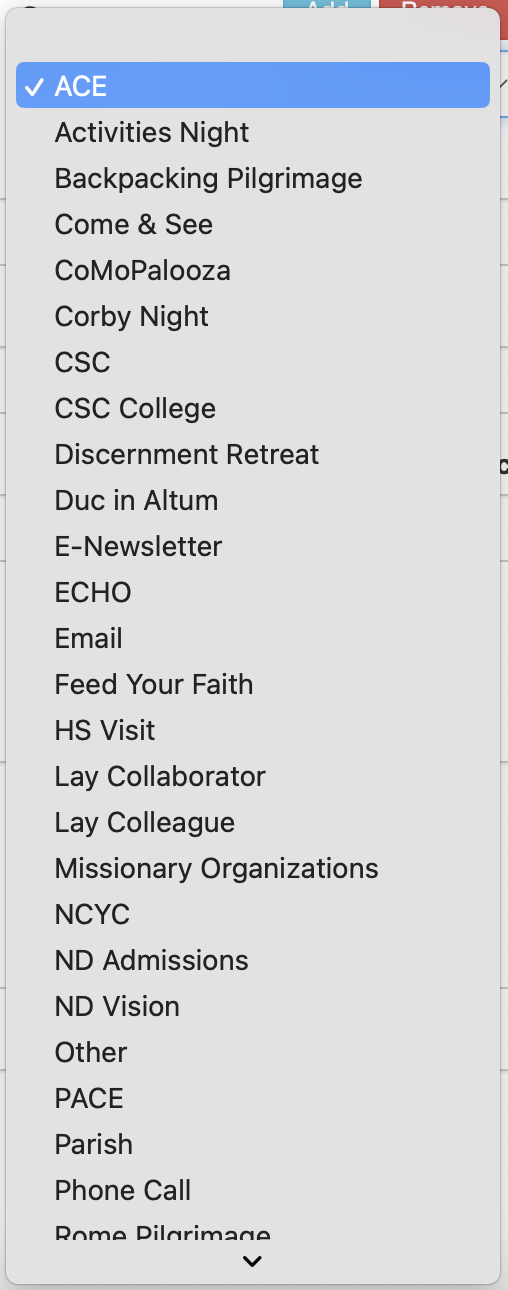 Add Remove
ACE
Activities Night
Backpacking Pilgrimage
Come & See
CoMoPalooza
Corby Night
CSC
CSC College
Discernment Retreat
Duc in Altum
E-Newsletter
ECHO
Email
Feed Your Faith
HS Visit
Lay Collaborator
Lay Colleague
Missionary Organizations
NCYC
ND Admissions
ND Vision
Other
PACE
Parish
Phone Call
Rome Pilgrimage